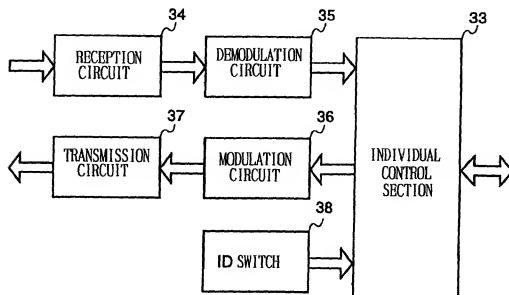 34
35
33
RECEPTION
CIRCUIT
DEMODULATION
CIRCUIT
37
36
TRANSMISSION
CIRCUIT
MODULATION
CIRCUIT
INDIVIDUAL
CONTROL
SECTION
38
ID SWITCH